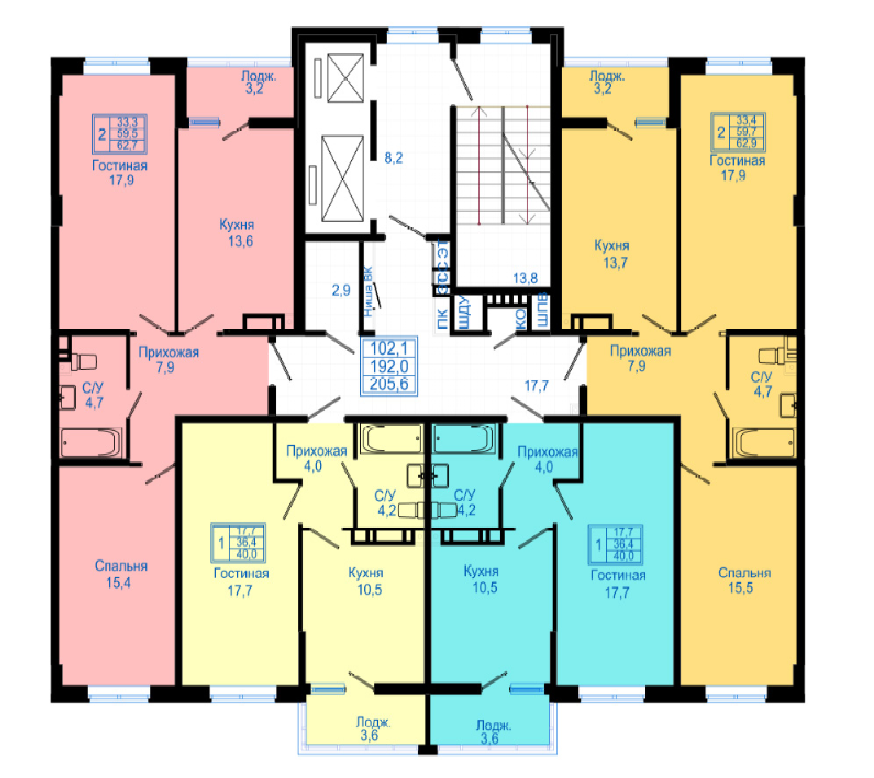 Лодж.
3,2
2
33,3
59,5
62,7
Гостиная
17,9
Кухня
13,6
8,2
Лодж.
3,2
2
33,4
59,7
62,9
Гостиная
17,9
Кухня
13,7
2,9
Ниша ВК
СС ЭТ
13,8
ПК
ШДУ
КО
ШПВ
102,1
192,0
205,6
17,7
Прихожая
7,9
С/У
4,7
Прихожая
7,9
С/У
4,7
Прихожая
4,0
С/У
4,2
Прихожая
4,0
С/У
4,2
1
17,7
36,4
40,0
Гостиная
17,7
Спальня
15,4
Кухня
10,5
Кухня
10,5
1
17,7
36,4
40,0
Гостиная
17,7
Спальня
15,5
Лодж.
3,6
Лодж.
3,6